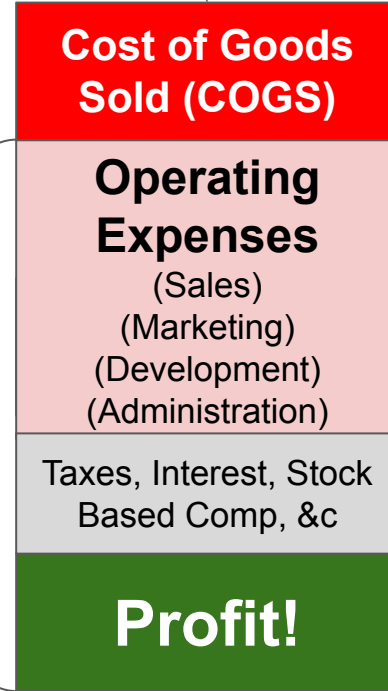 Cost of Goods
Sold (COGS)
Operating
Expenses
(Sales)
(Marketing)
(Development)
(Administration)
Taxes, Interest, Stock
Based Comp, &c
Profit!